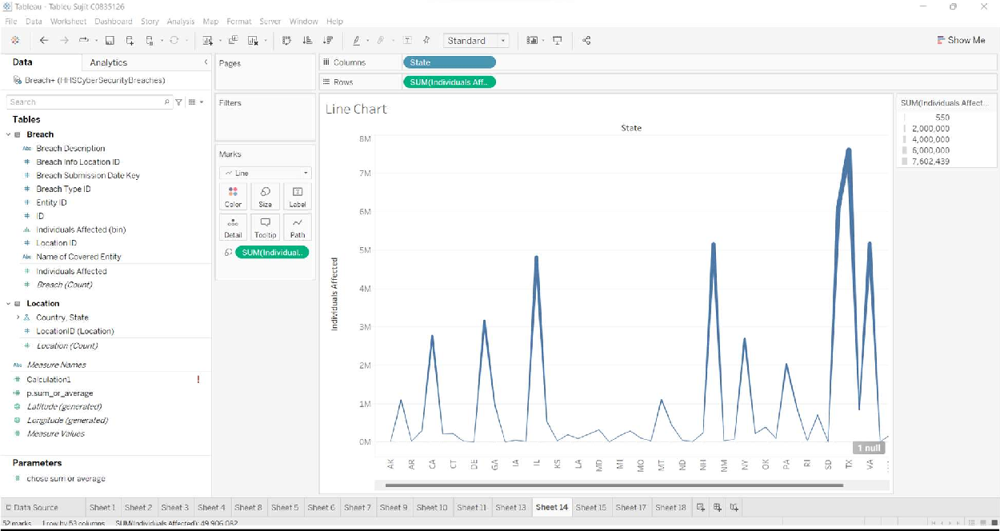 Tableau - Tableu Sujit C0835126
File Data Worksheet Dashboard Story Analysis Map Format Server Window Help
Standard
Show Me
Data Analytics
Breach+ (HHSCyberSecurityBreaches)
Search
Tables
Breach
Abc Breach Description
# Breach Info Location ID
# Breach Submission Date Key
# Breach Type ID
# Entity ID
# ID
Individuals Affected (bin)
# Location ID
Abc Name of Covered Entity
# Individuals Affected
# Breach (Count)
Location
Country, State
# LocationID (Location)
# Location (Count)
Abc Measure Names
# Calculation1 !
=# p.sum_or_average
Latitude (generated)
Longitude (generated)
# Measure Values
Parameters
# chose sum or average
Pages
Filters
Marks
Line
Color Size Label
Detail Tooltip Path
SUM(Individual..
Columns State
Rows SUM(Individuals Aff..
Line Chart
State
Individuals Affected
8M
7M
6M
5M
4M
3M
2M
1M
0M
AK AR CA CT DE GA IA IL KS LA MD MI MO MT ND NH NM NY OK PA RI SD TX VA ...
1 null
SUM(Individuals Affect...
550
2,000,000
4,000,000
6,000,000
7,602,439
Data Source Sheet 1 Sheet 2 Sheet 3 Sheet 4 Sheet 8 Sheet 5 Sheet 6 Sheet 7 Sheet 9 Sheet 10 Sheet 11 Sheet 13 Sheet 14 Sheet 15 Sheet 17 Sheet 18
52 marks 1 row by 53 columns SUM(Individuals Affected): 49,906,082